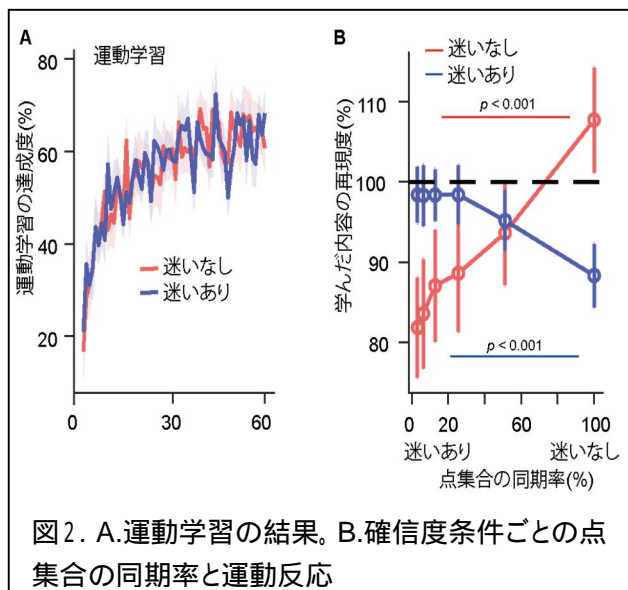 A
運動学習
運動学習の達成度(%)
80
60
40
20
0
30
60
迷いなし
迷いあり
B
迷いなし
迷いあり
p < 0.001
学んだ内容の再現度(%)
110
100
90
80
p < 0.001
0
20
60
100
迷いあり
迷いなし
点集合の同期率(%)
図2. A.運動学習の結果。B.確信度条件ごとの点
集合の同期率と運動反応